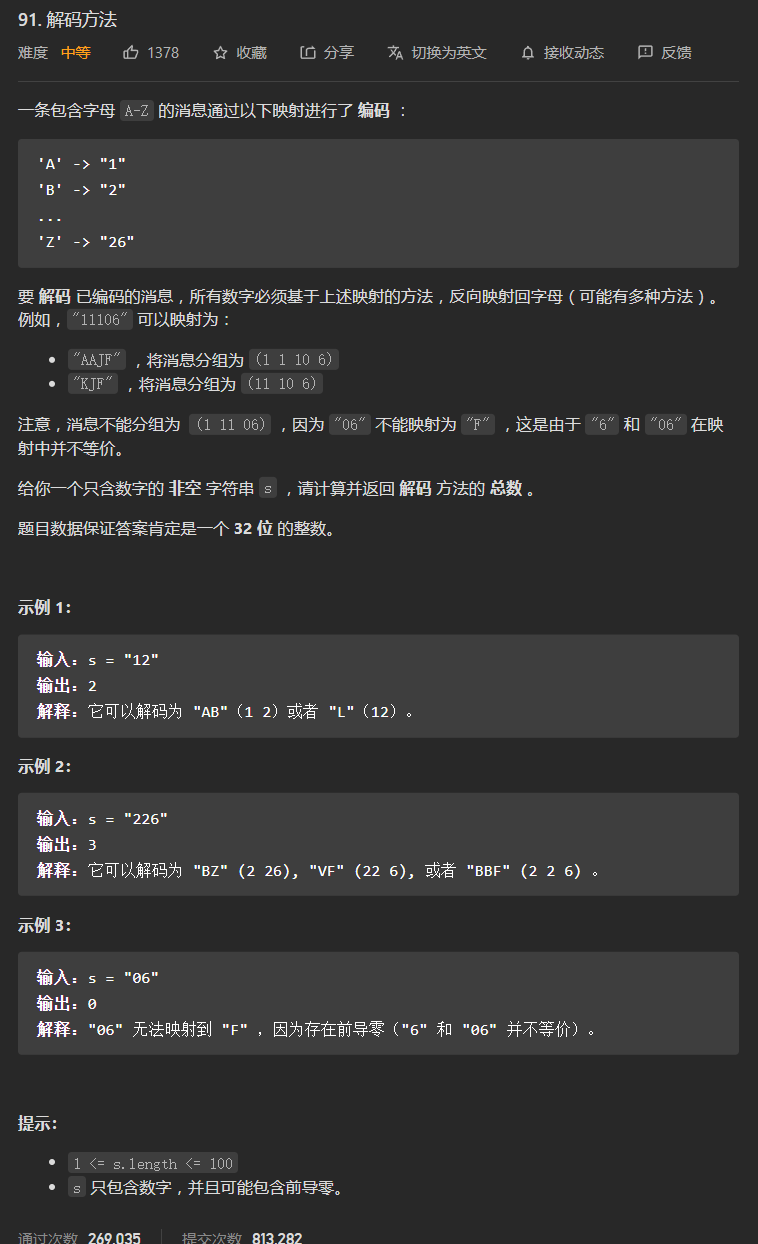 91. 解码方法
难度 中等 1378 收藏 分享 切换为英文 接收动态 反馈
一条包含字母 A-Z 的消息通过以下映射进行了 编码 ：
'A' -> "1"
'B' -> "2"
...
'Z' -> "26"
要 解码 已编码的消息，所有数字必须基于上述映射的方法，反向映射回字母（可能有多种方法）。
例如，"11106" 可以映射为：
"AAJF" ，将消息分组为 (1 1 10 6)
"KJF" ，将消息分组为 (11 10 6)
注意，消息不能分组为 (1 11 06) ，因为 "06" 不能映射为 "F" ，这是由于 "6" 和 "06" 在映
射中并不等价。
给你一个只含数字的 非空 字符串 s ，请计算并返回 解码 方法的 总数 。
题目数据保证答案肯定是一个 32 位 的整数。
示例 1：
输入：s = "12"
输出：2
解释：它可以解码为 "AB"（1 2）或者 "L"（12）。
示例 2：
输入：s = "226"
输出：3
解释：它可以解码为 "BZ" (2 26), "VF" (22 6), 或者 "BBF" (2 2 6) 。
示例 3：
输入：s = "06"
输出：0
解释："06" 无法映射到 "F" ，因为存在前导零（"6" 和 "06" 并不等价）。
提示：
1 <= s.length <= 100
s 只包含数字，并且可能包含前导零。
通过次数 269,035 提交次数 813,282